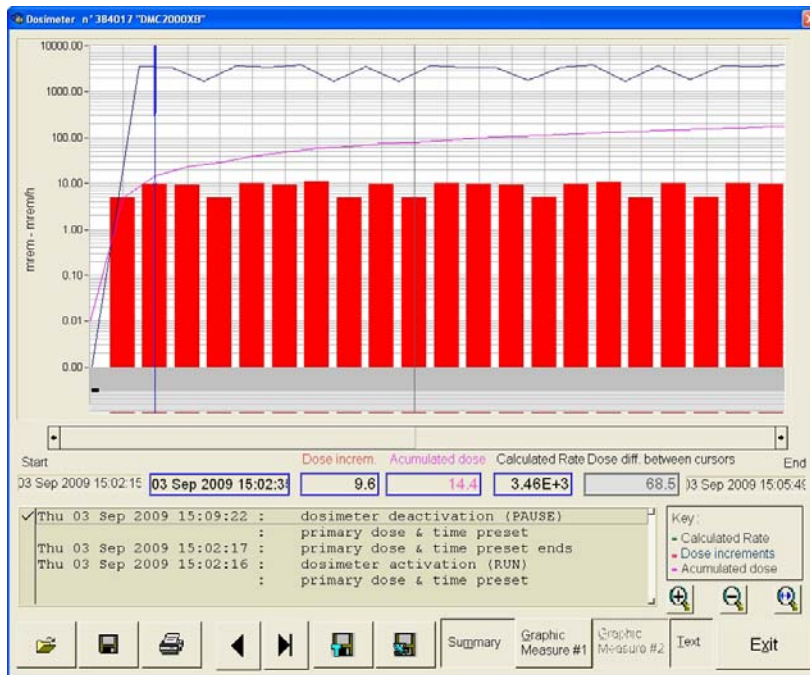 Dosimeter n°384017 "DMC2000XB"
mrem - mrem/h
10000.00
1000.00
100.00
10.00
1.00
0.10
0.01
0.00
Start
Dose increm.
Acumulated dose
Calculated Rate
Dose diff. between cursors
End
03 Sep 2009 15:02:15
03 Sep 2009 15:02:3
9.6
14.4
3.46E+3
68.5
03 Sep 2009 15:05:4
Thu 03 Sep 2009 15:09:22 : dosimeter deactivation (PAUSE)
: primary dose & time preset
Thu 03 Sep 2009 15:02:17 : primary dose & time preset ends
Thu 03 Sep 2009 15:02:16 : dosimeter activation (RUN)
: primary dose & time preset
Key :
- Calculated Rate
- Dose increments
- Acumulated dose
Summary
Graphic
Measure #1
Graphic
Measure #2
Text
Exit